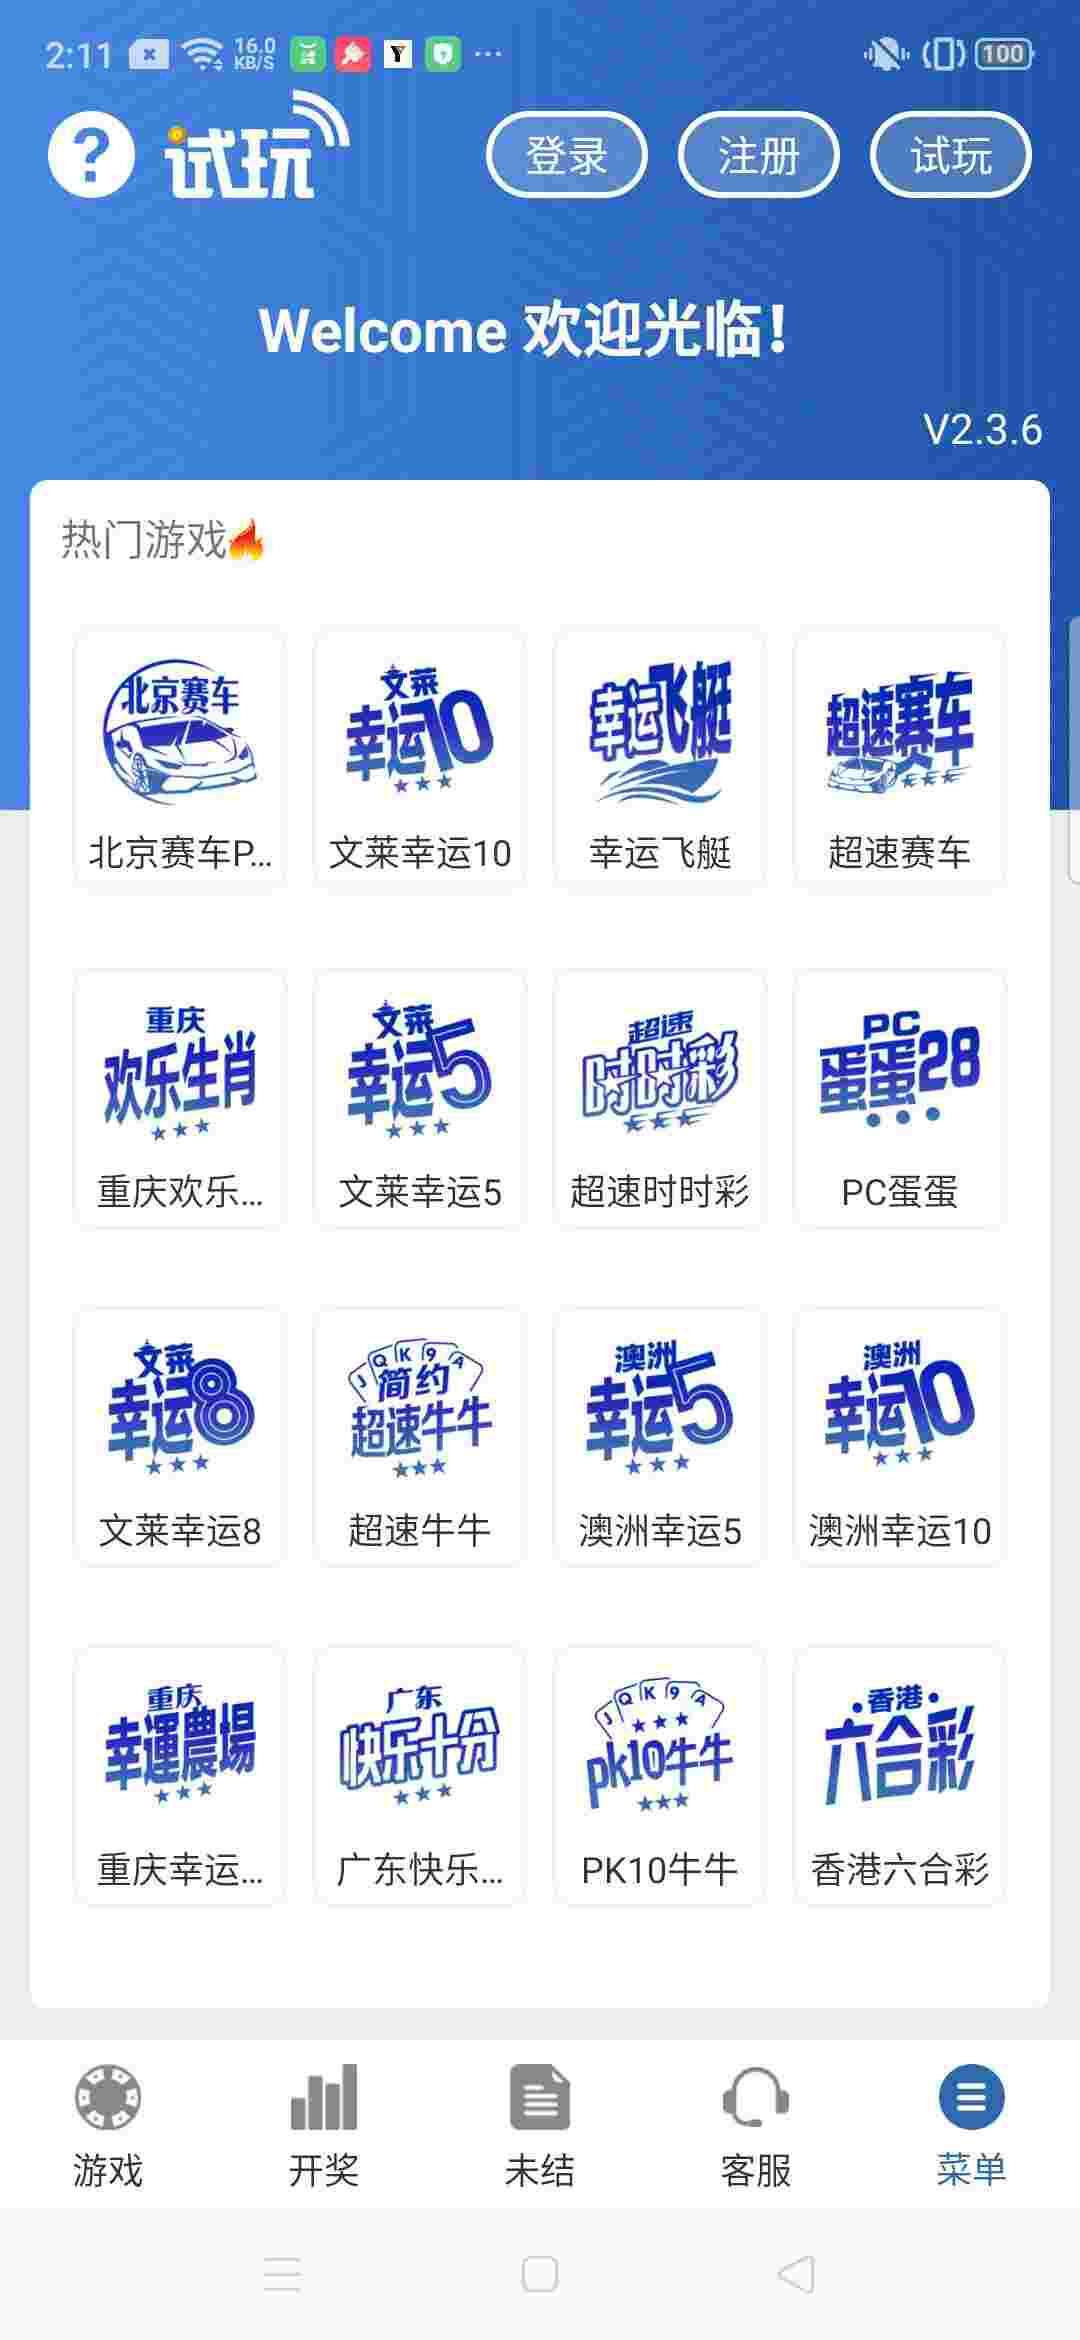 2:11 16.0 KB/S Y 100
? 试玩 登录 注册 试玩
Welcome 欢迎光临!
V2.3.6
热门游戏
北京赛车 文莱幸运10 幸运飞艇 超速赛车
北京赛车P... 文莱幸运10 幸运飞艇 超速赛车
重庆欢乐生肖 文莱幸运5 超速时时彩 PC蛋蛋28
重庆欢乐... 文莱幸运5 超速时时彩 PC蛋蛋
文莱幸运8 JQK9A简约超速牛牛 澳洲幸运5 澳洲幸运10
文莱幸运8 超速牛牛 澳洲幸运5 澳洲幸运10
重庆幸運農場 广东快乐十分 JQK9A pk10牛牛 香港六合彩
重庆幸运... 广东快乐... PK10牛牛 香港六合彩
游戏 开奖 未结 客服 菜单